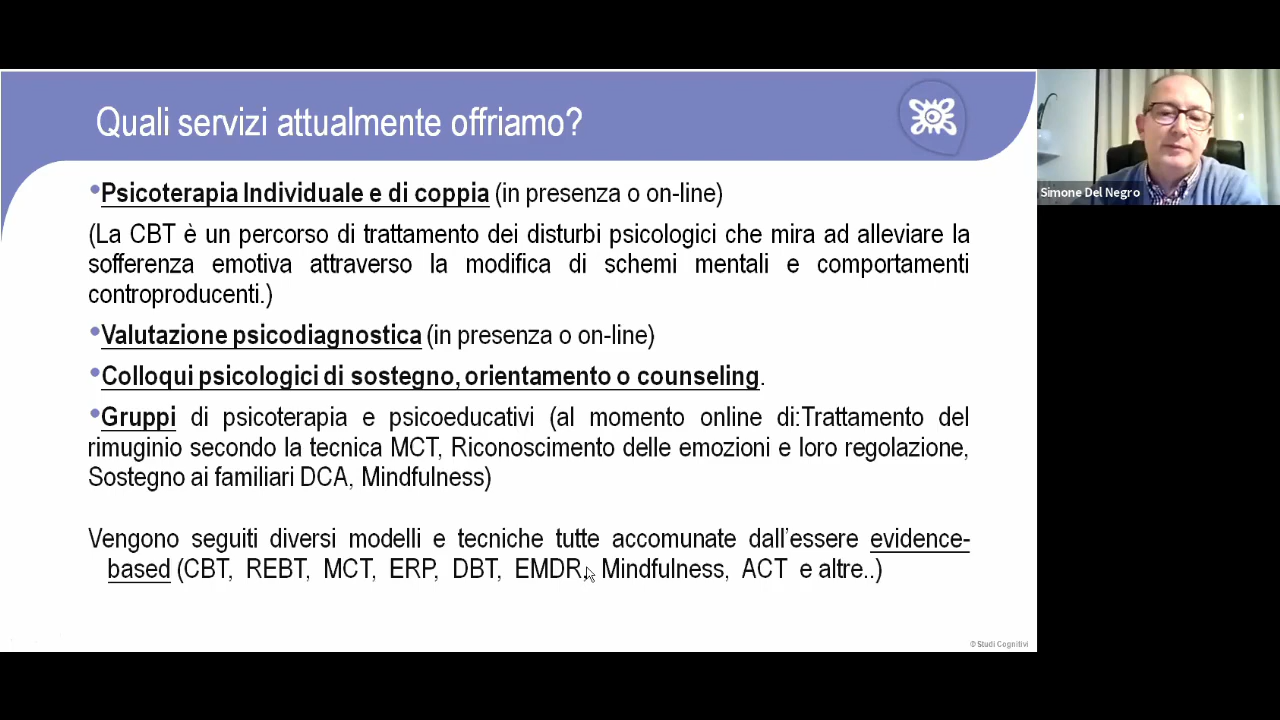 Quali servizi attualmente offriamo?
•Psicoterapia Individuale e di coppia (in presenza o on-line)
(La CBT è un percorso di trattamento dei disturbi psicologici che mira ad alleviare la
sofferenza emotiva attraverso la modifica di schemi mentali e comportamenti
controproducenti.)
•Valutazione psicodiagnostica (in presenza o on-line)
•Colloqui psicologici di sostegno, orientamento o counseling.
•Gruppi di psicoterapia e psicoeducativi (al momento online di:Trattamento del
rimuginio secondo la tecnica MCT, Riconoscimento delle emozioni e loro regolazione,
Sostegno ai familiari DCA, Mindfulness)
Vengono seguiti diversi modelli e tecniche tutte accomunate dall'essere evidence-
based (CBT, REBT, MCT, ERP, DBT, EMDR, Mindfulness, ACT e altre..)
© Studi Cognitivi
Simone Del Negro